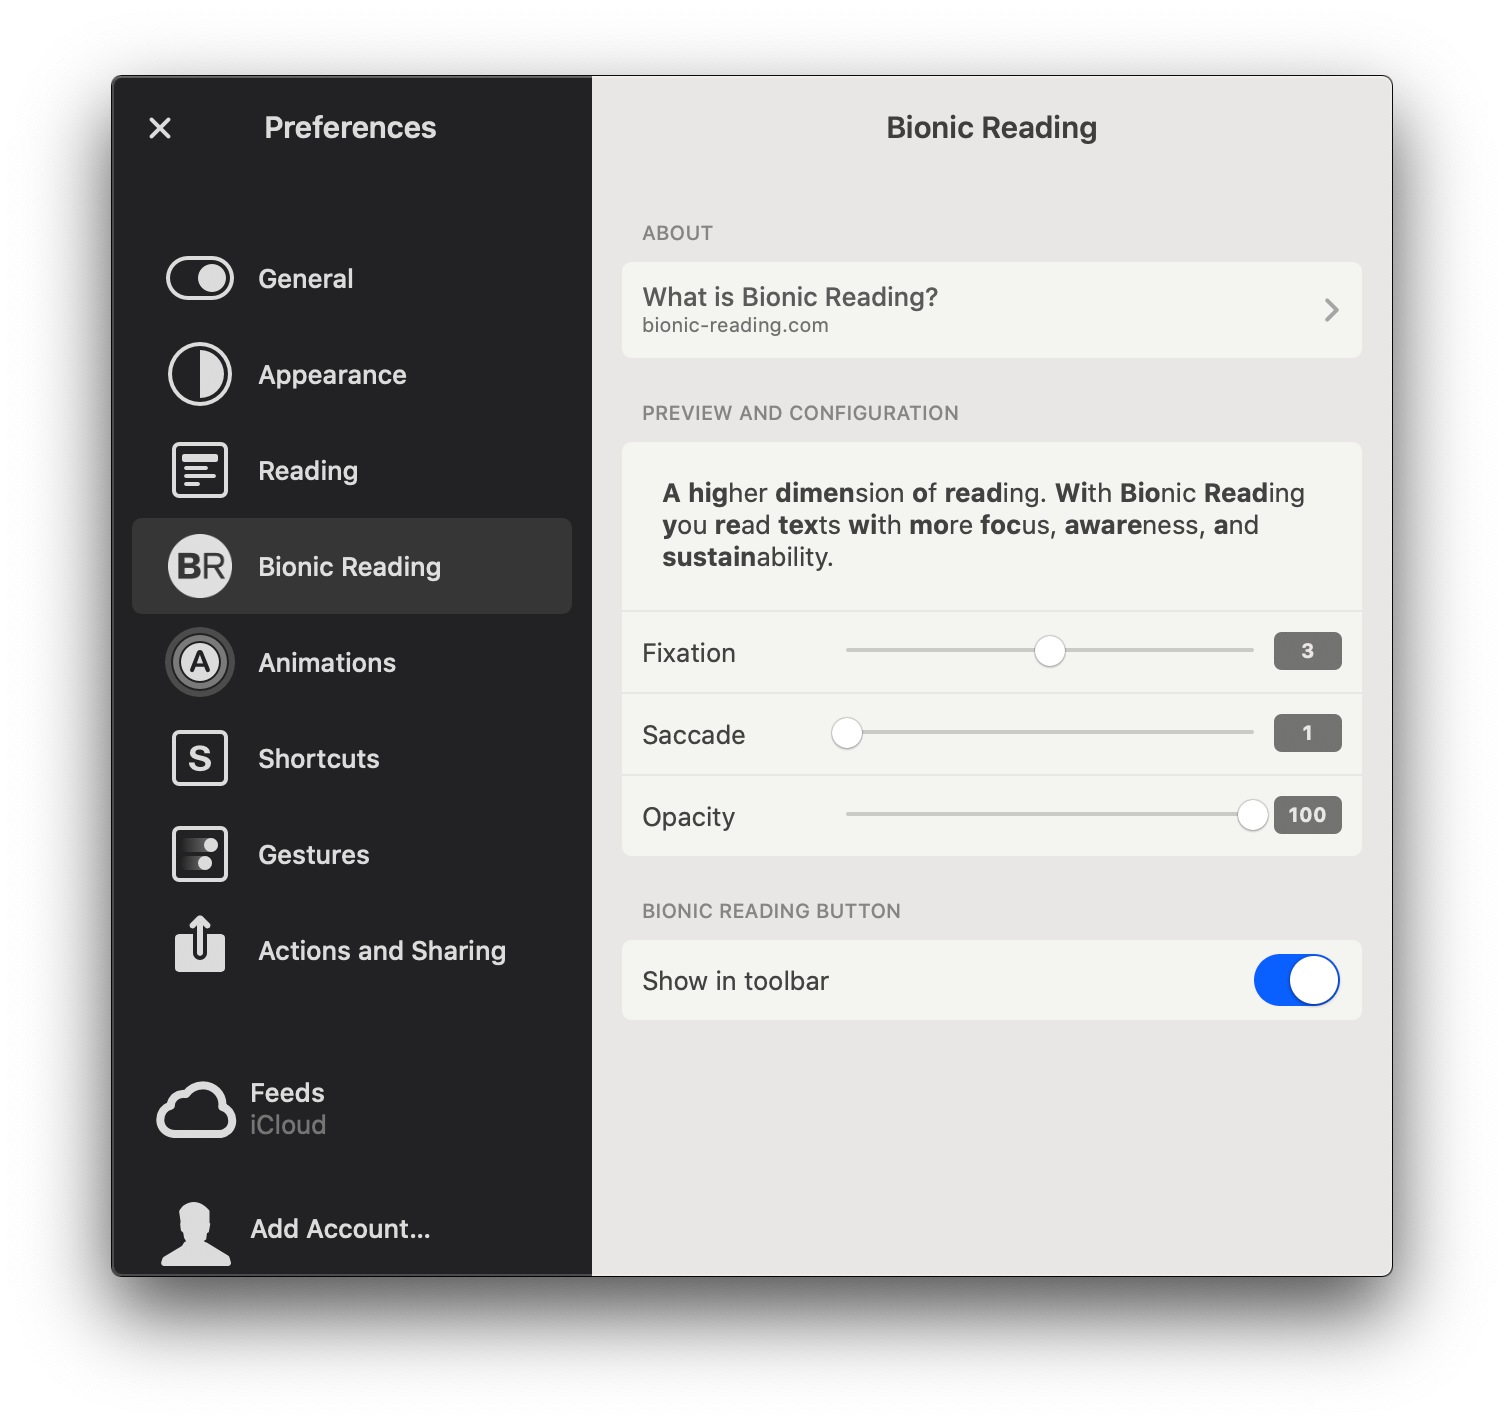 Preferences
General
Appearance
Reading
BR
Bionic Reading
A
Animations
S
Shortcuts
Gestures
Actions and Sharing
Feeds
iCloud
Add Account...
Bionic Reading
ABOUT
What is Bionic Reading?
bionic-reading.com
PREVIEW AND CONFIGURATION
A higher dimension of reading. With Bionic Reading
you read texts with more focus, awareness, and
sustainability.
Fixation 3
Saccade 1
Opacity 100
BIONIC READING BUTTON
Show in toolbar